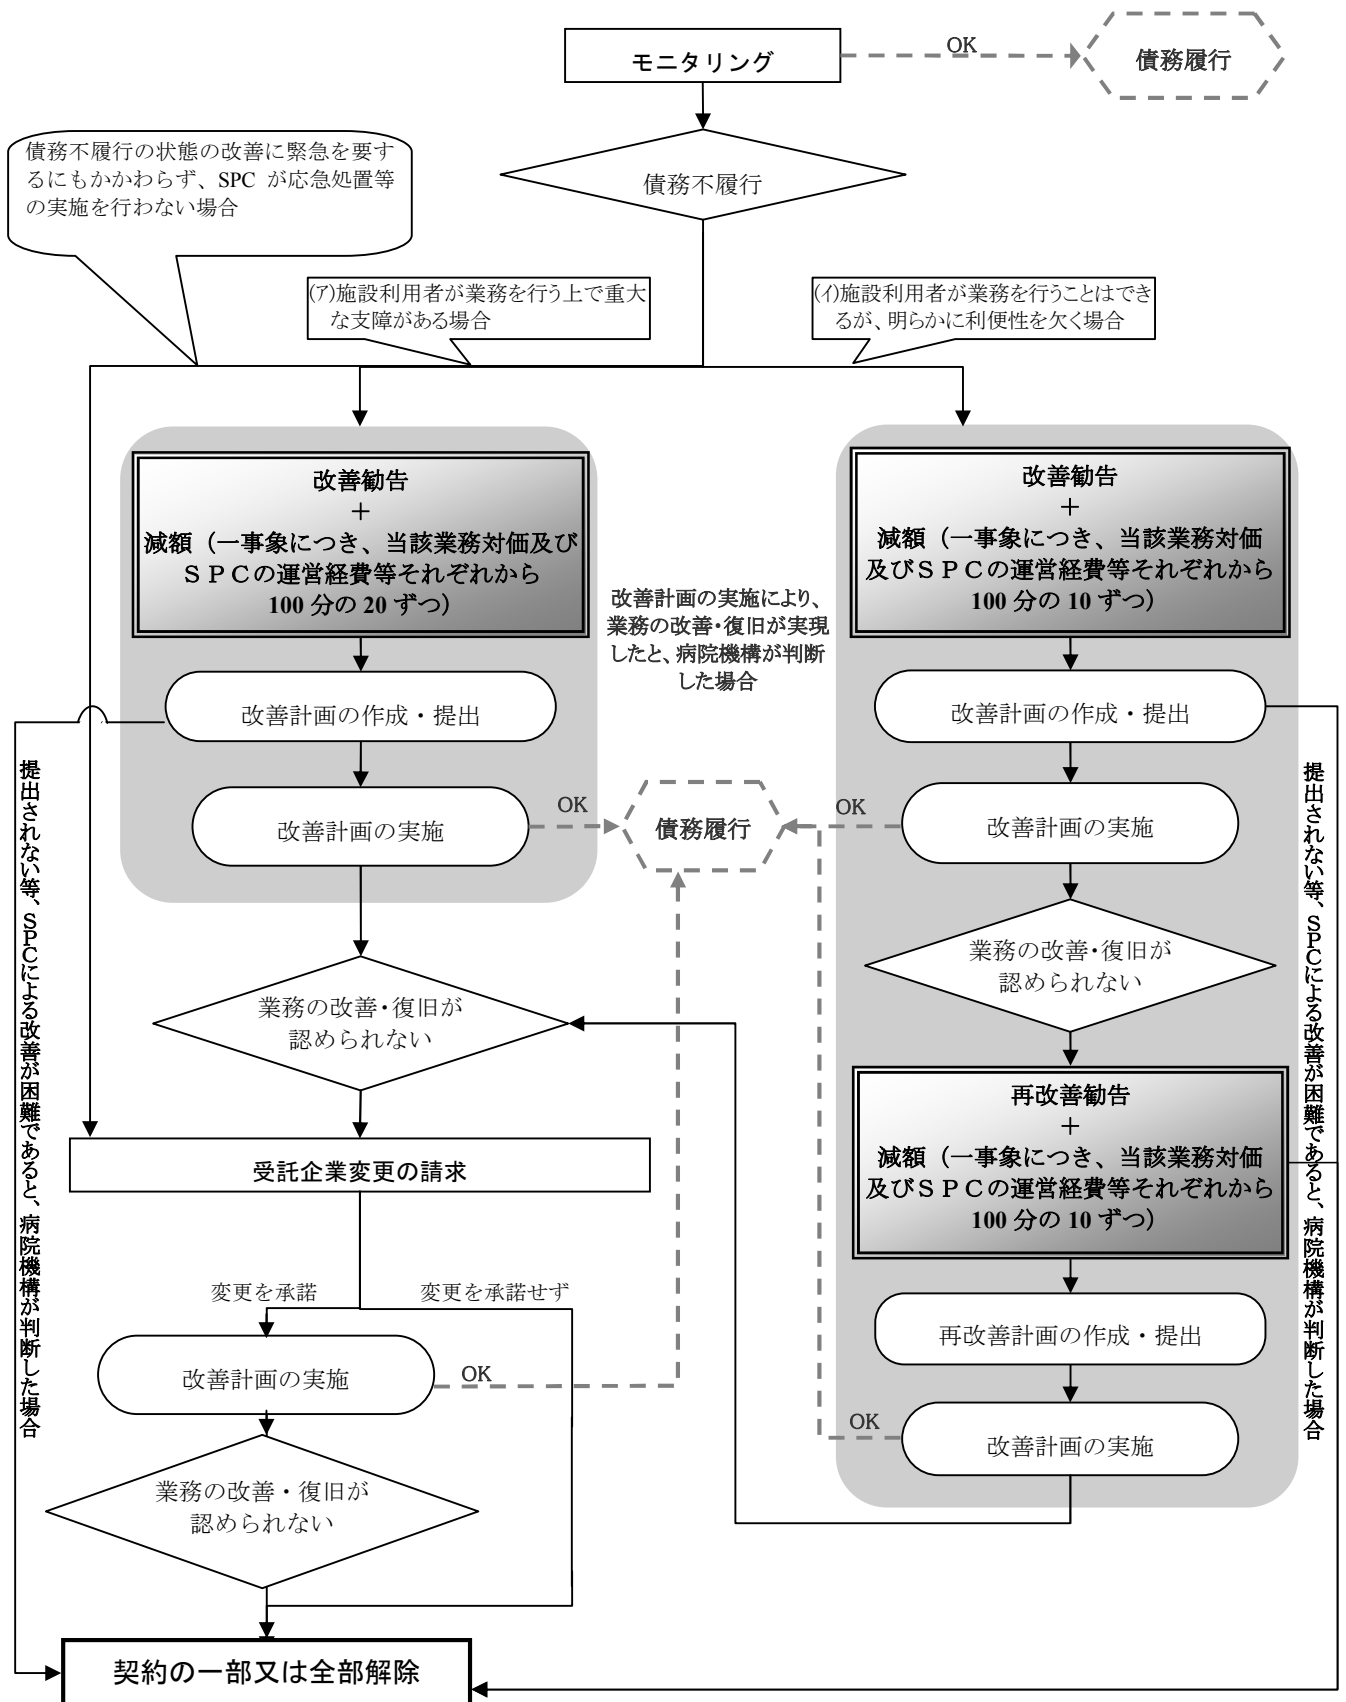 モニタリング
OK
債務履行
債務不履行
債務不履行の状態の改善に緊急を要す
るにもかかわらず、SPC が応急処置等
の実施を行わない場合
(ア)施設利用者が業務を行う上で重大
な支障がある場合
(イ)施設利用者が業務を行うことはでき
るが、明らかに利便性を欠く場合
改善勧告
＋
減額（一事象につき、当該業務対価及び
ＳＰＣの運営経費等それぞれから
100 分の 20 ずつ）
改善計画の作成・提出
改善計画の実施
OK
改善計画の実施により、
業務の改善・復旧が実現
したと、病院機構が判断
した場合
債務履行
改善勧告
＋
減額（一事象につき、当該業務対価
及びＳＰＣの運営経費等それぞれから
100 分の 10 ずつ）
改善計画の作成・提出
OK
改善計画の実施
業務の改善・復旧が
認められない
再改善勧告
＋
減額（一事象につき、当該業務対価
及びＳＰＣの運営経費等それぞれから
100 分の 10 ずつ）
再改善計画の作成・提出
OK
改善計画の実施
提出されない等、ＳＰＣによる改善が困難であると、病院機構が判断した場合
提出されない等、ＳＰＣによる改善が困難であると、病院機構が判断した場合
業務の改善・復旧が
認められない
受託企業変更の請求
変更を承諾
変更を承諾せず
改善計画の実施
OK
業務の改善・復旧が
認められない
契約の一部又は全部解除